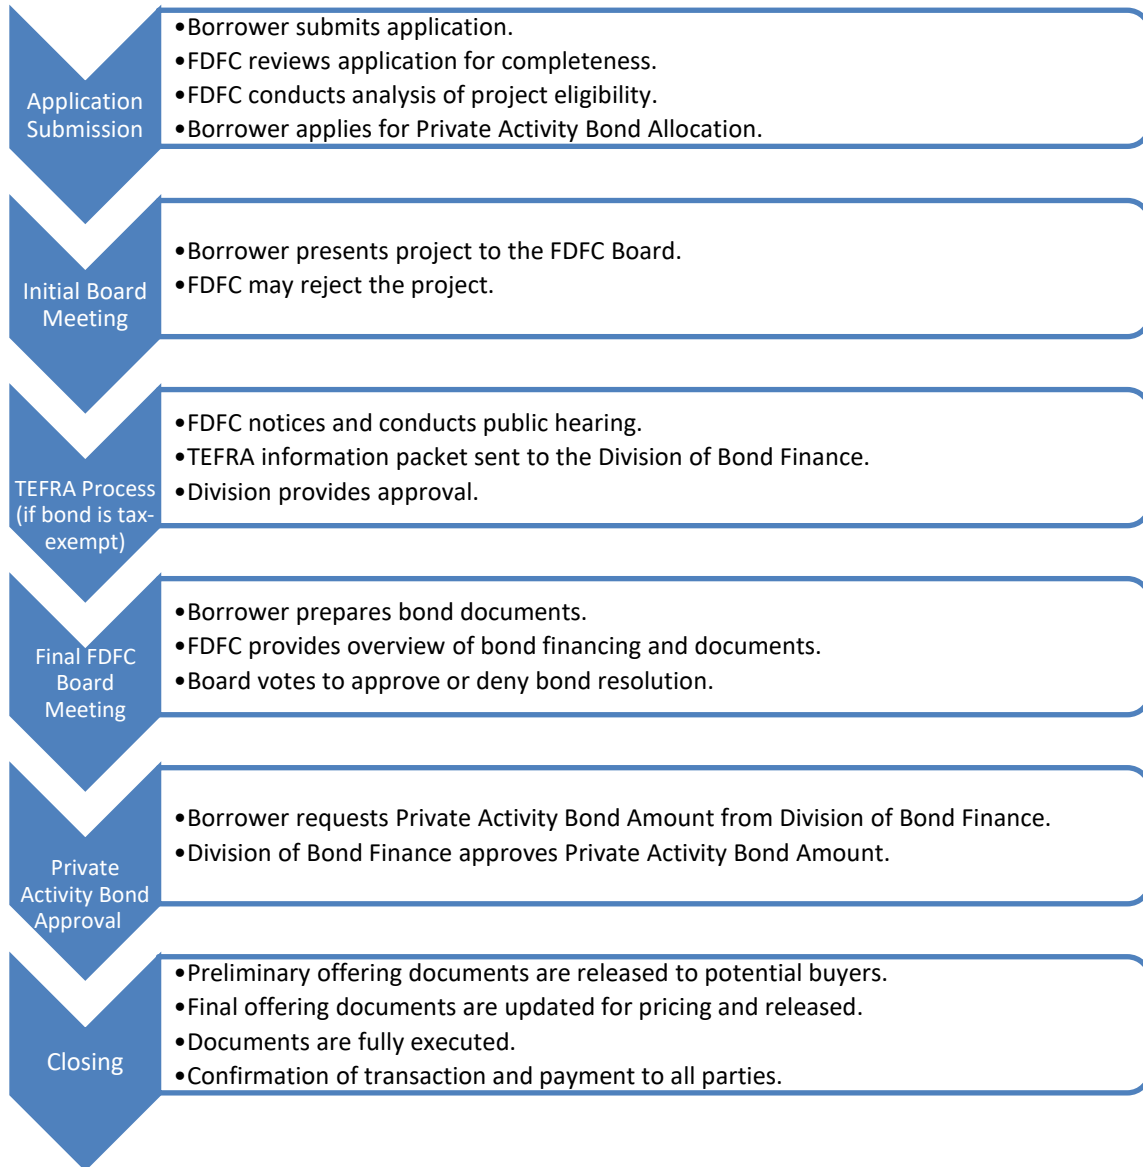 Application
Submission
•Borrower submits application.
•FDFC reviews application for completeness.
•FDFC conducts analysis of project eligibility.
•Borrower applies for Private Activity Bond Allocation.
Initial Board
Meeting
•Borrower presents project to the FDFC Board.
•FDFC may reject the project.
TEFRA Process
(if bond is tax-
exempt)
•FDFC notices and conducts public hearing.
•TEFRA information packet sent to the Division of Bond Finance.
•Division provides approval.
Final FDFC
Board
Meeting
•Borrower prepares bond documents.
•FDFC provides overview of bond financing and documents.
•Board votes to approve or deny bond resolution.
Private
Activity Bond
Approval
•Borrower requests Private Activity Bond Amount from Division of Bond Finance.
•Division of Bond Finance approves Private Activity Bond Amount.
Closing
•Preliminary offering documents are released to potential buyers.
•Final offering documents are updated for pricing and released.
•Documents are fully executed.
•Confirmation of transaction and payment to all parties.